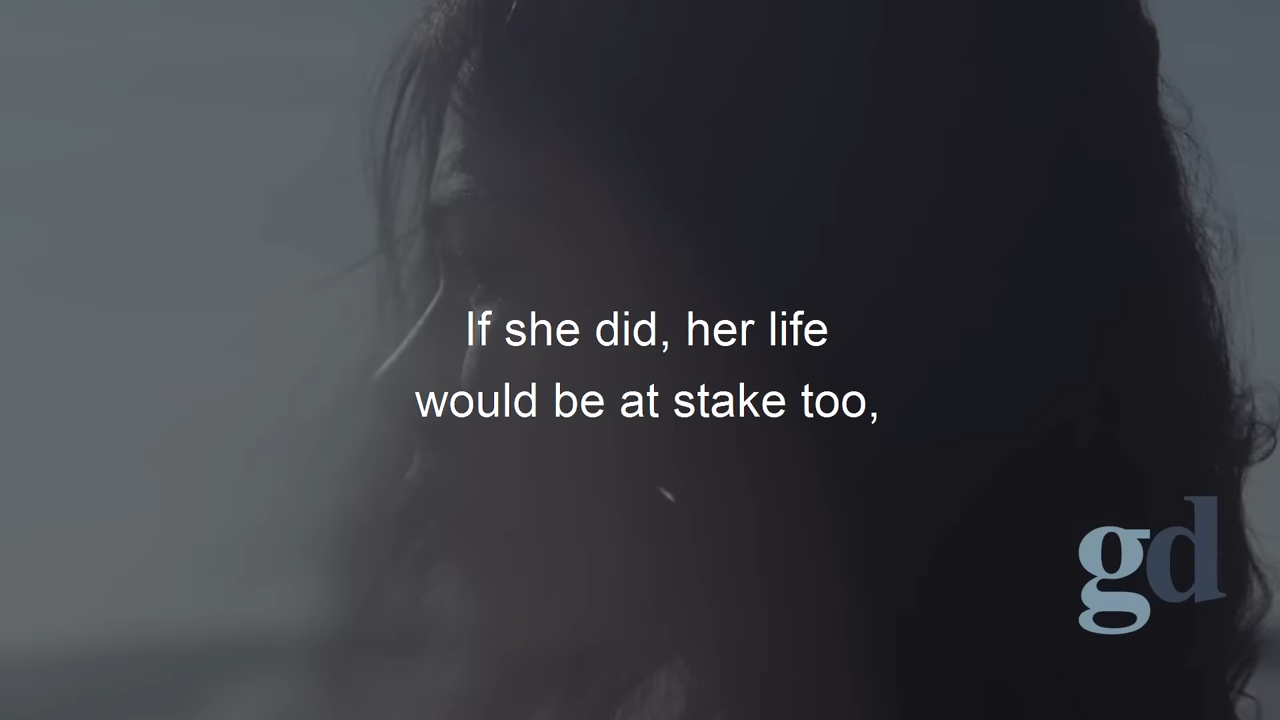 If she did, her life
would be at stake too,
gd